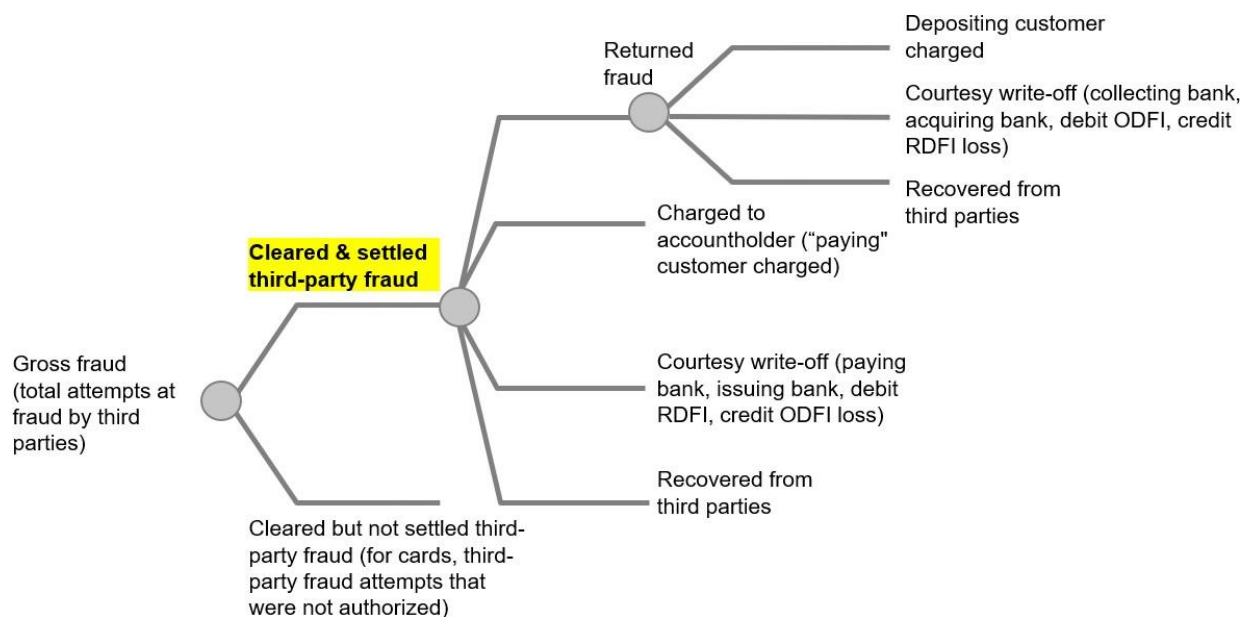 Depositing customer
charged
Returned
fraud
Courtesy write-off (collecting bank,
acquiring bank, debit ODFI, credit
RDFI loss)
Recovered from
third parties
Charged to
accountholder (“paying"
customer charged)
Cleared & settled
third-party fraud
Gross fraud
(total attempts at
fraud by third
parties)
Courtesy write-off (paying
bank, issuing bank, debit
RDFI, credit ODFI loss)
Recovered from
third parties
Cleared but not settled third-
party fraud (for cards, third-
party fraud attempts that
were not authorized)